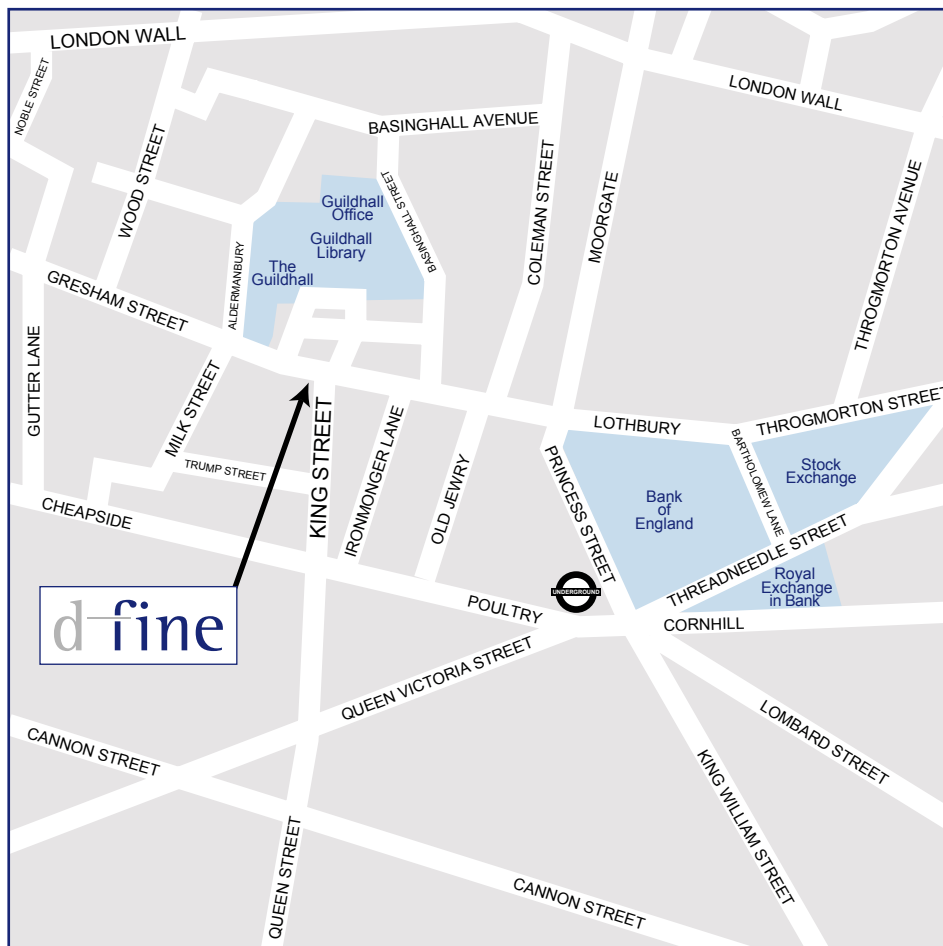 LONDON WALL
NOBLE STREET
WOOD STREET
LONDON WALL
BASINGHALL AVENUE
COLEMAN STREET
MOORGATE
THROGMORTON AVENUE
BASINGHALL STREET
Guildhall
Office
Guildhall
Library
The
Guildhall
ALDERMANBURY
GRESHAM STREET
GUTTER LANE
MILK STREET
TRUMP STREET
KING STREET
IRONMONGER LANE
OLD JEWRY
LOTHBURY
THROGMORTON STREET
BARTHOLOMEW LANE
Stock
Exchange
PRINCESS STREET
Bank
of
England
CHEAPSIDE
THREADNEEDLE STREET
Royal
Exchange
in Bank
UNDERGROUND
POULTRY
CORNHILL
d-fine
QUEEN VICTORIA STREET
LOMBARD STREET
CANNON STREET
KING WILLIAM STREET
QUEEN STREET
CANNON STREET